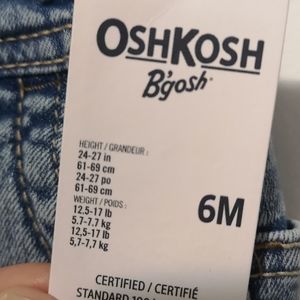 OSHKOSH
B'gosh
HEIGHT / GRANDEUR :
24-27 in
61-69 cm
24-27 po
61-69 cm
WEIGHT / POIDS :
12.5-17 lb
5.7-7.7 kg
12,5-17 lb
5,7-7,7 kg
6M
CERTIFIED / CERTIFIÉ
STANDARD 100